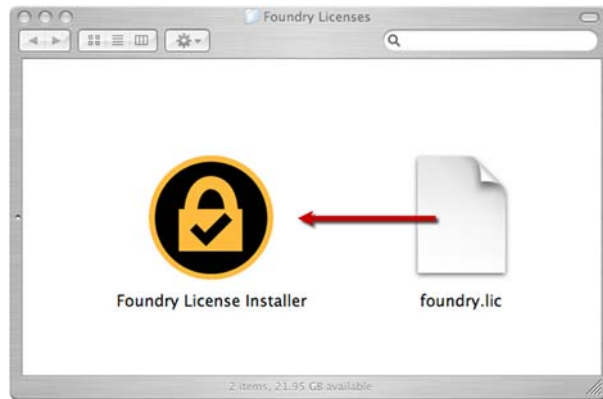 Foundry Licenses
Foundry License Installer
foundry.lic
2 items, 21.95 GB available